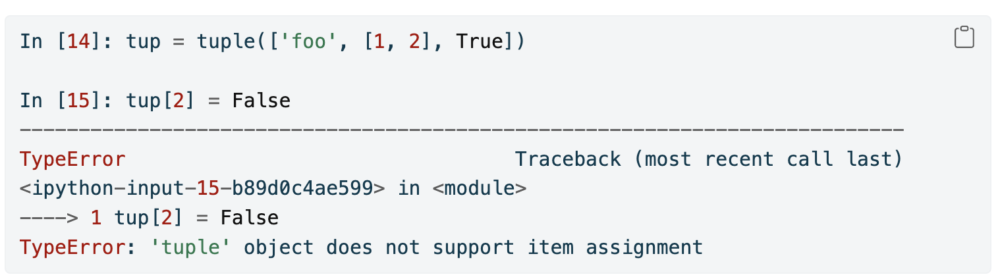 In [14]: tup = tuple(['foo', [1, 2], True])
In [15]: tup[2] = False
---------------------------------------------------------------------------
TypeError                                 Traceback (most recent call last)
<ipython-input-15-b89d0c4ae599> in <module>
----> 1 tup[2] = False
TypeError: 'tuple' object does not support item assignment